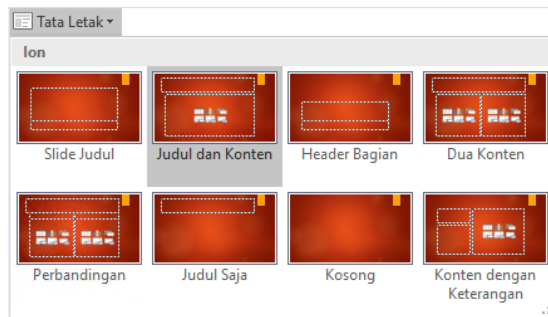 Tata Letak
Ion
Slide Judul
Judul dan Konten
Header Bagian
Dua Konten
Perbandingan
Judul Saja
Kosong
Konten dengan
Keterangan